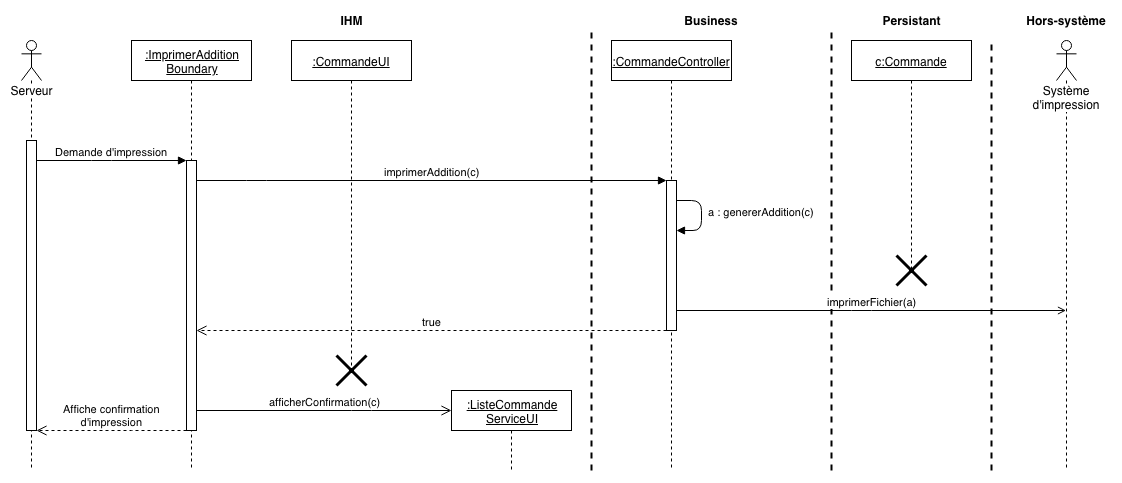 IHM
Business
Persistant
Hors-système
:ImprimerAddition
Boundary
:CommandeUI
:CommandeController
c:Commande
Serveur
Système
d'impression
Demande d'impression
imprimerAddition(c)
a : genererAddition(c)
imprimerFichier(a)
true
afficherConfirmation(c)
:ListeCommande
ServiceUI
Affiche confirmation
d'impression